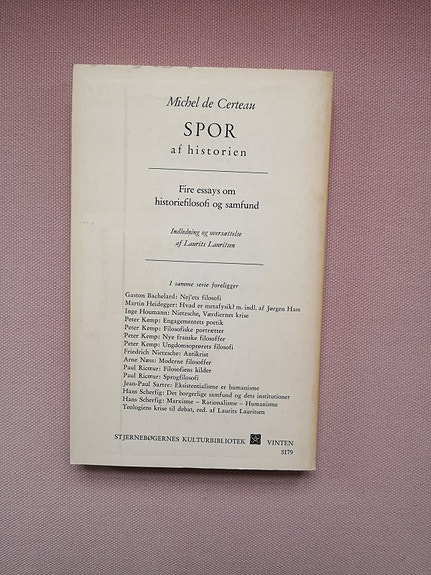 Michel de Certeau
SPOR
af historien
Fire essays om
historiefilosofi og samfund
Indledning og oversættelse
af Laurits Lauritsen
I samme serie foreligger
Gaston Bachelard: Nej'ets filosofi
Martin Heidegger: Hvad er metafysik? m. indl. af Jørgen Hass
Inge Houmann: Nietzsche, Værdiernes krise
Peter Kemp: Engagementets poetik
Peter Kemp: Filosofiske portrætter
Peter Kemp: Nye franske filosoffer
Peter Kemp: Ungdomsoprørets filosofi
Friedrich Nietzsche: Antikrist
Arne Næss: Moderne filosoffer
Paul Ricœur: Filosofiens kilder
Paul Ricœur: Sprogfilosofi
Jean-Paul Sartre: Eksistentialisme er humanisme
Hans Scherfig: Det borgerlige samfund og dets institutioner
Hans Scherfig: Marxisme – Rationalisme – Humanisme
Teologiens krise til debat, red. af Laurits Lauritsen
STJERNEBØGERNES KULTURBIBLIOTEK VINTEN
3179